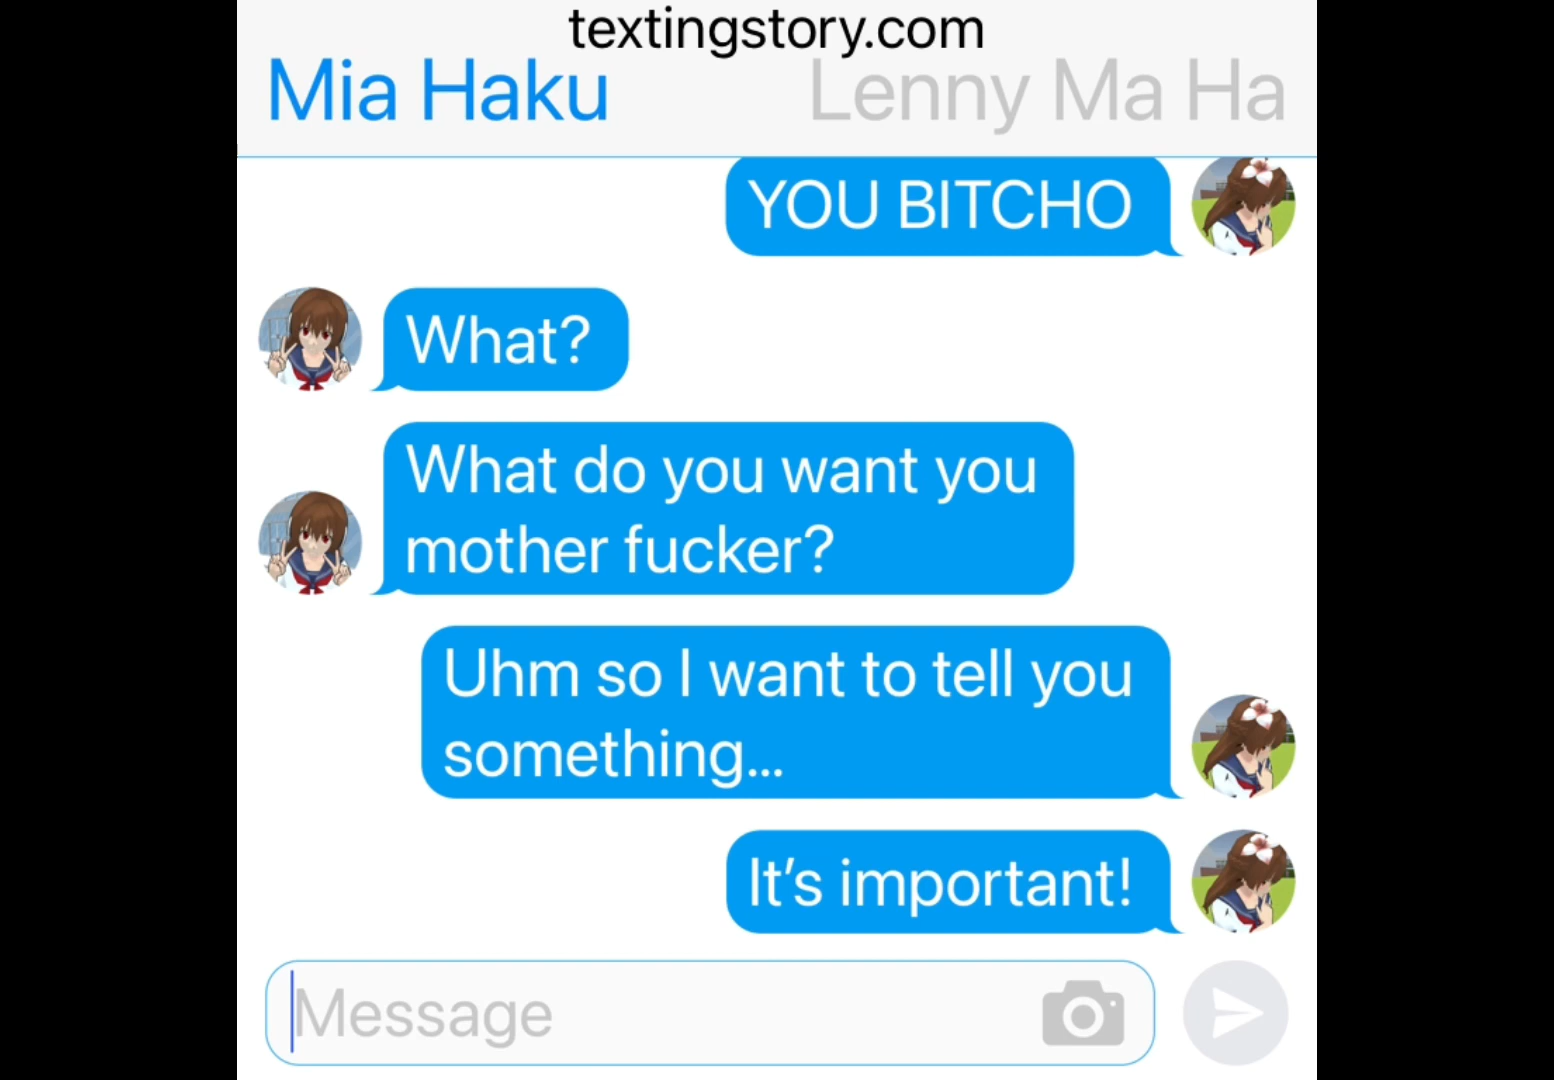 textingstory.com
Mia Haku
Lenny Ma Ha
YOU BITCHO
What?
What do you want you
mother fucker?
Uhm so I want to tell you
something...
It’s important!
Message